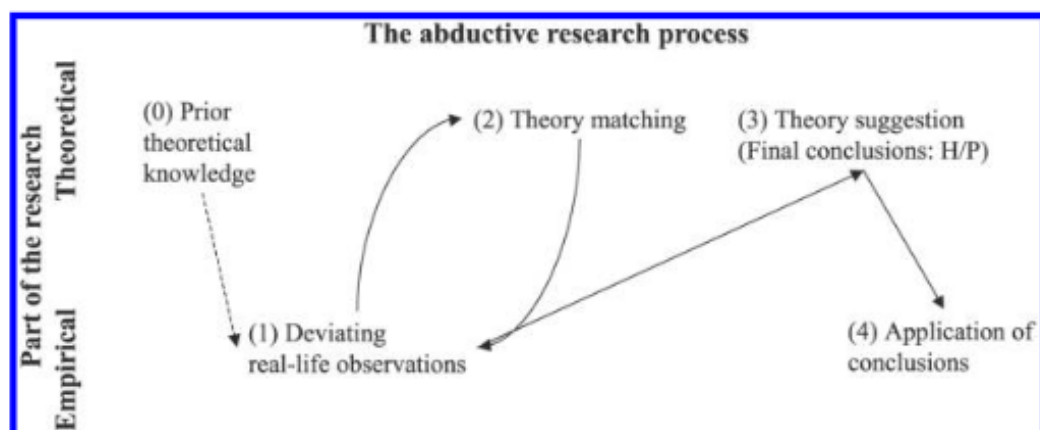 The abductive research process
Part of the research
Theoretical
Empirical
(0) Prior
theoretical
knowledge
(2) Theory matching
(3) Theory suggestion
(Final conclusions: H/P)
(1) Deviating
real-life observations
(4) Application of
conclusions